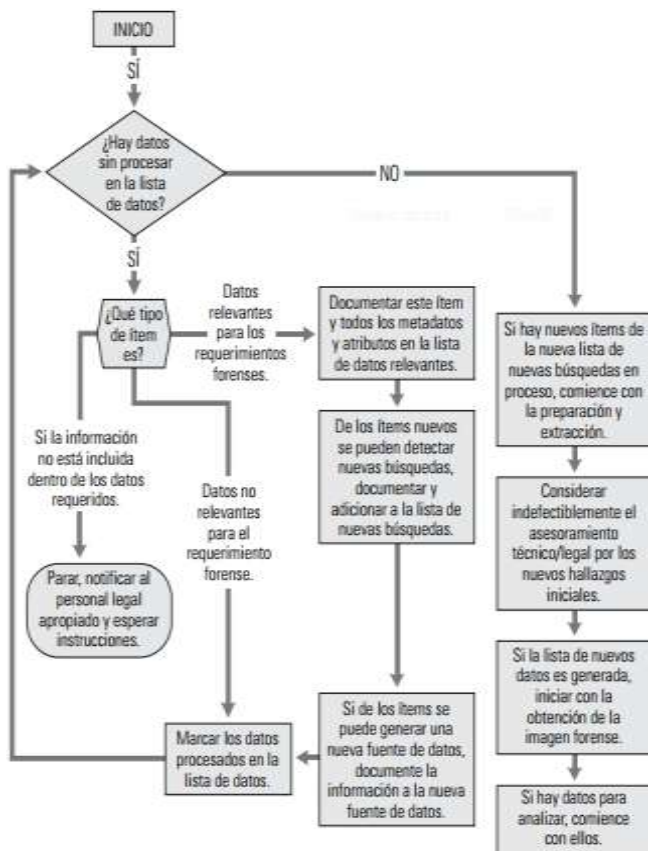 INICIO
SÍ
¿Hay datos
sin procesar
en la lista
de datos?
NO
SÍ
¿Qué tipo
de ítem
es?
Datos
relevantes
para los
requerimientos
forenses.
Documentar este ítem
y todos los metadatos
y atributos en la lista
de datos relevantes.
Si hay nuevos ítems de
la nueva lista de
nuevas búsquedas en
proceso, comience con
la preparación y
extracción.
De los ítems nuevos
se pueden detectar
nuevas búsquedas,
documentar y
adicionar a la lista de
nuevas búsquedas.
Si la información
no está incluida
dentro de los datos
requeridos.
Datos no
relevantes
para el
requerimiento
forense.
Considerar
indefectiblemente el
asesoramiento
técnico/legal por los
nuevos hallazgos
iniciales.
Parar, notificar al
personal legal
apropiado y esperar
instrucciones.
Si la lista de nuevos
datos es generada,
iniciar con la
obtención de la
imagen forense.
Marcar los datos
procesados en la
lista de datos.
Si de los ítems se
puede generar una
nueva fuente de datos,
documente la
información a la nueva
fuente de datos.
Si hay datos para
analizar, comience
con ellos.